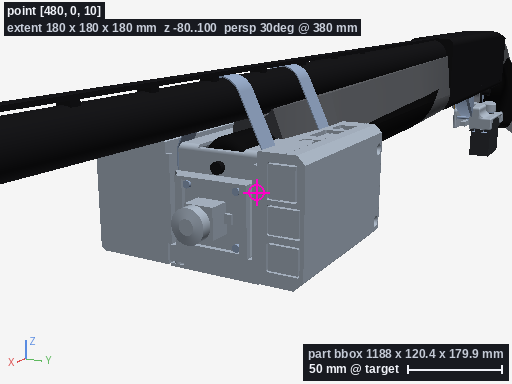 point [480, 0, 10]
extent 180 x 180 x 180 mm  z -80..100  persp 30deg @ 380 mm
Z
X
Y
part bbox 1188 x 120.4 x 179.9 mm
50 mm @ target